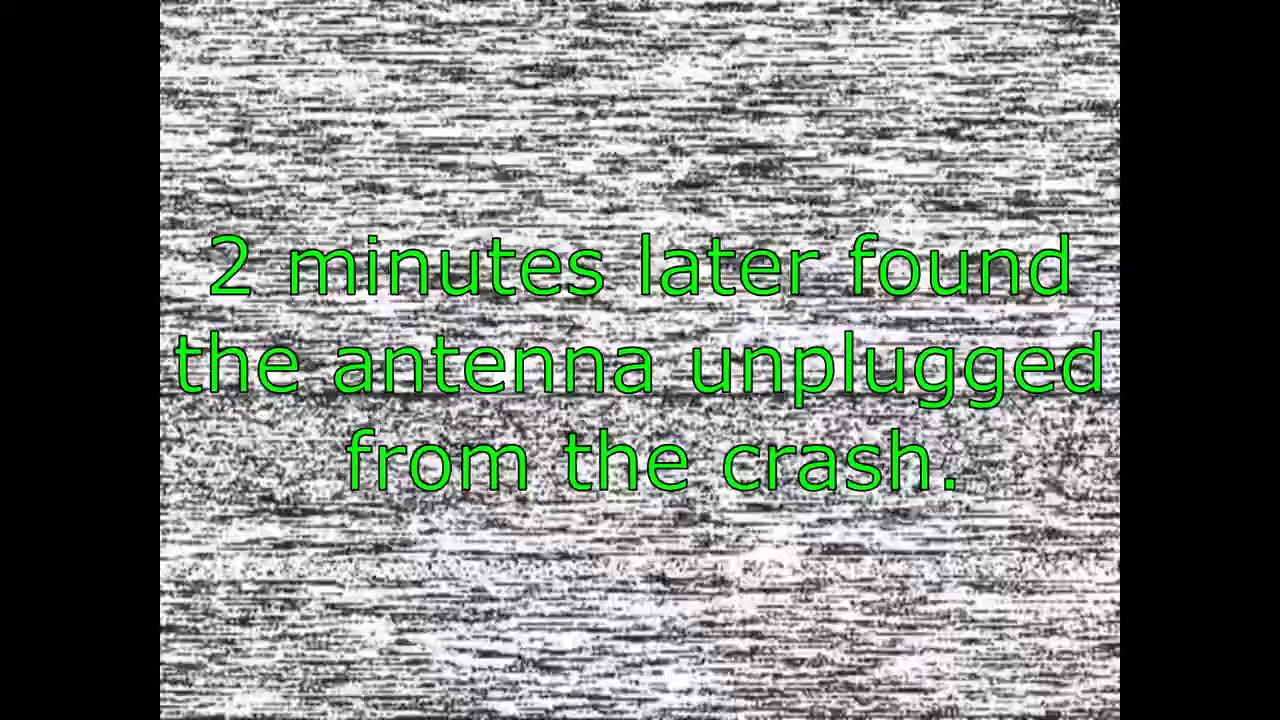 2 minutes later found
the antenna unplugged
from the crash.